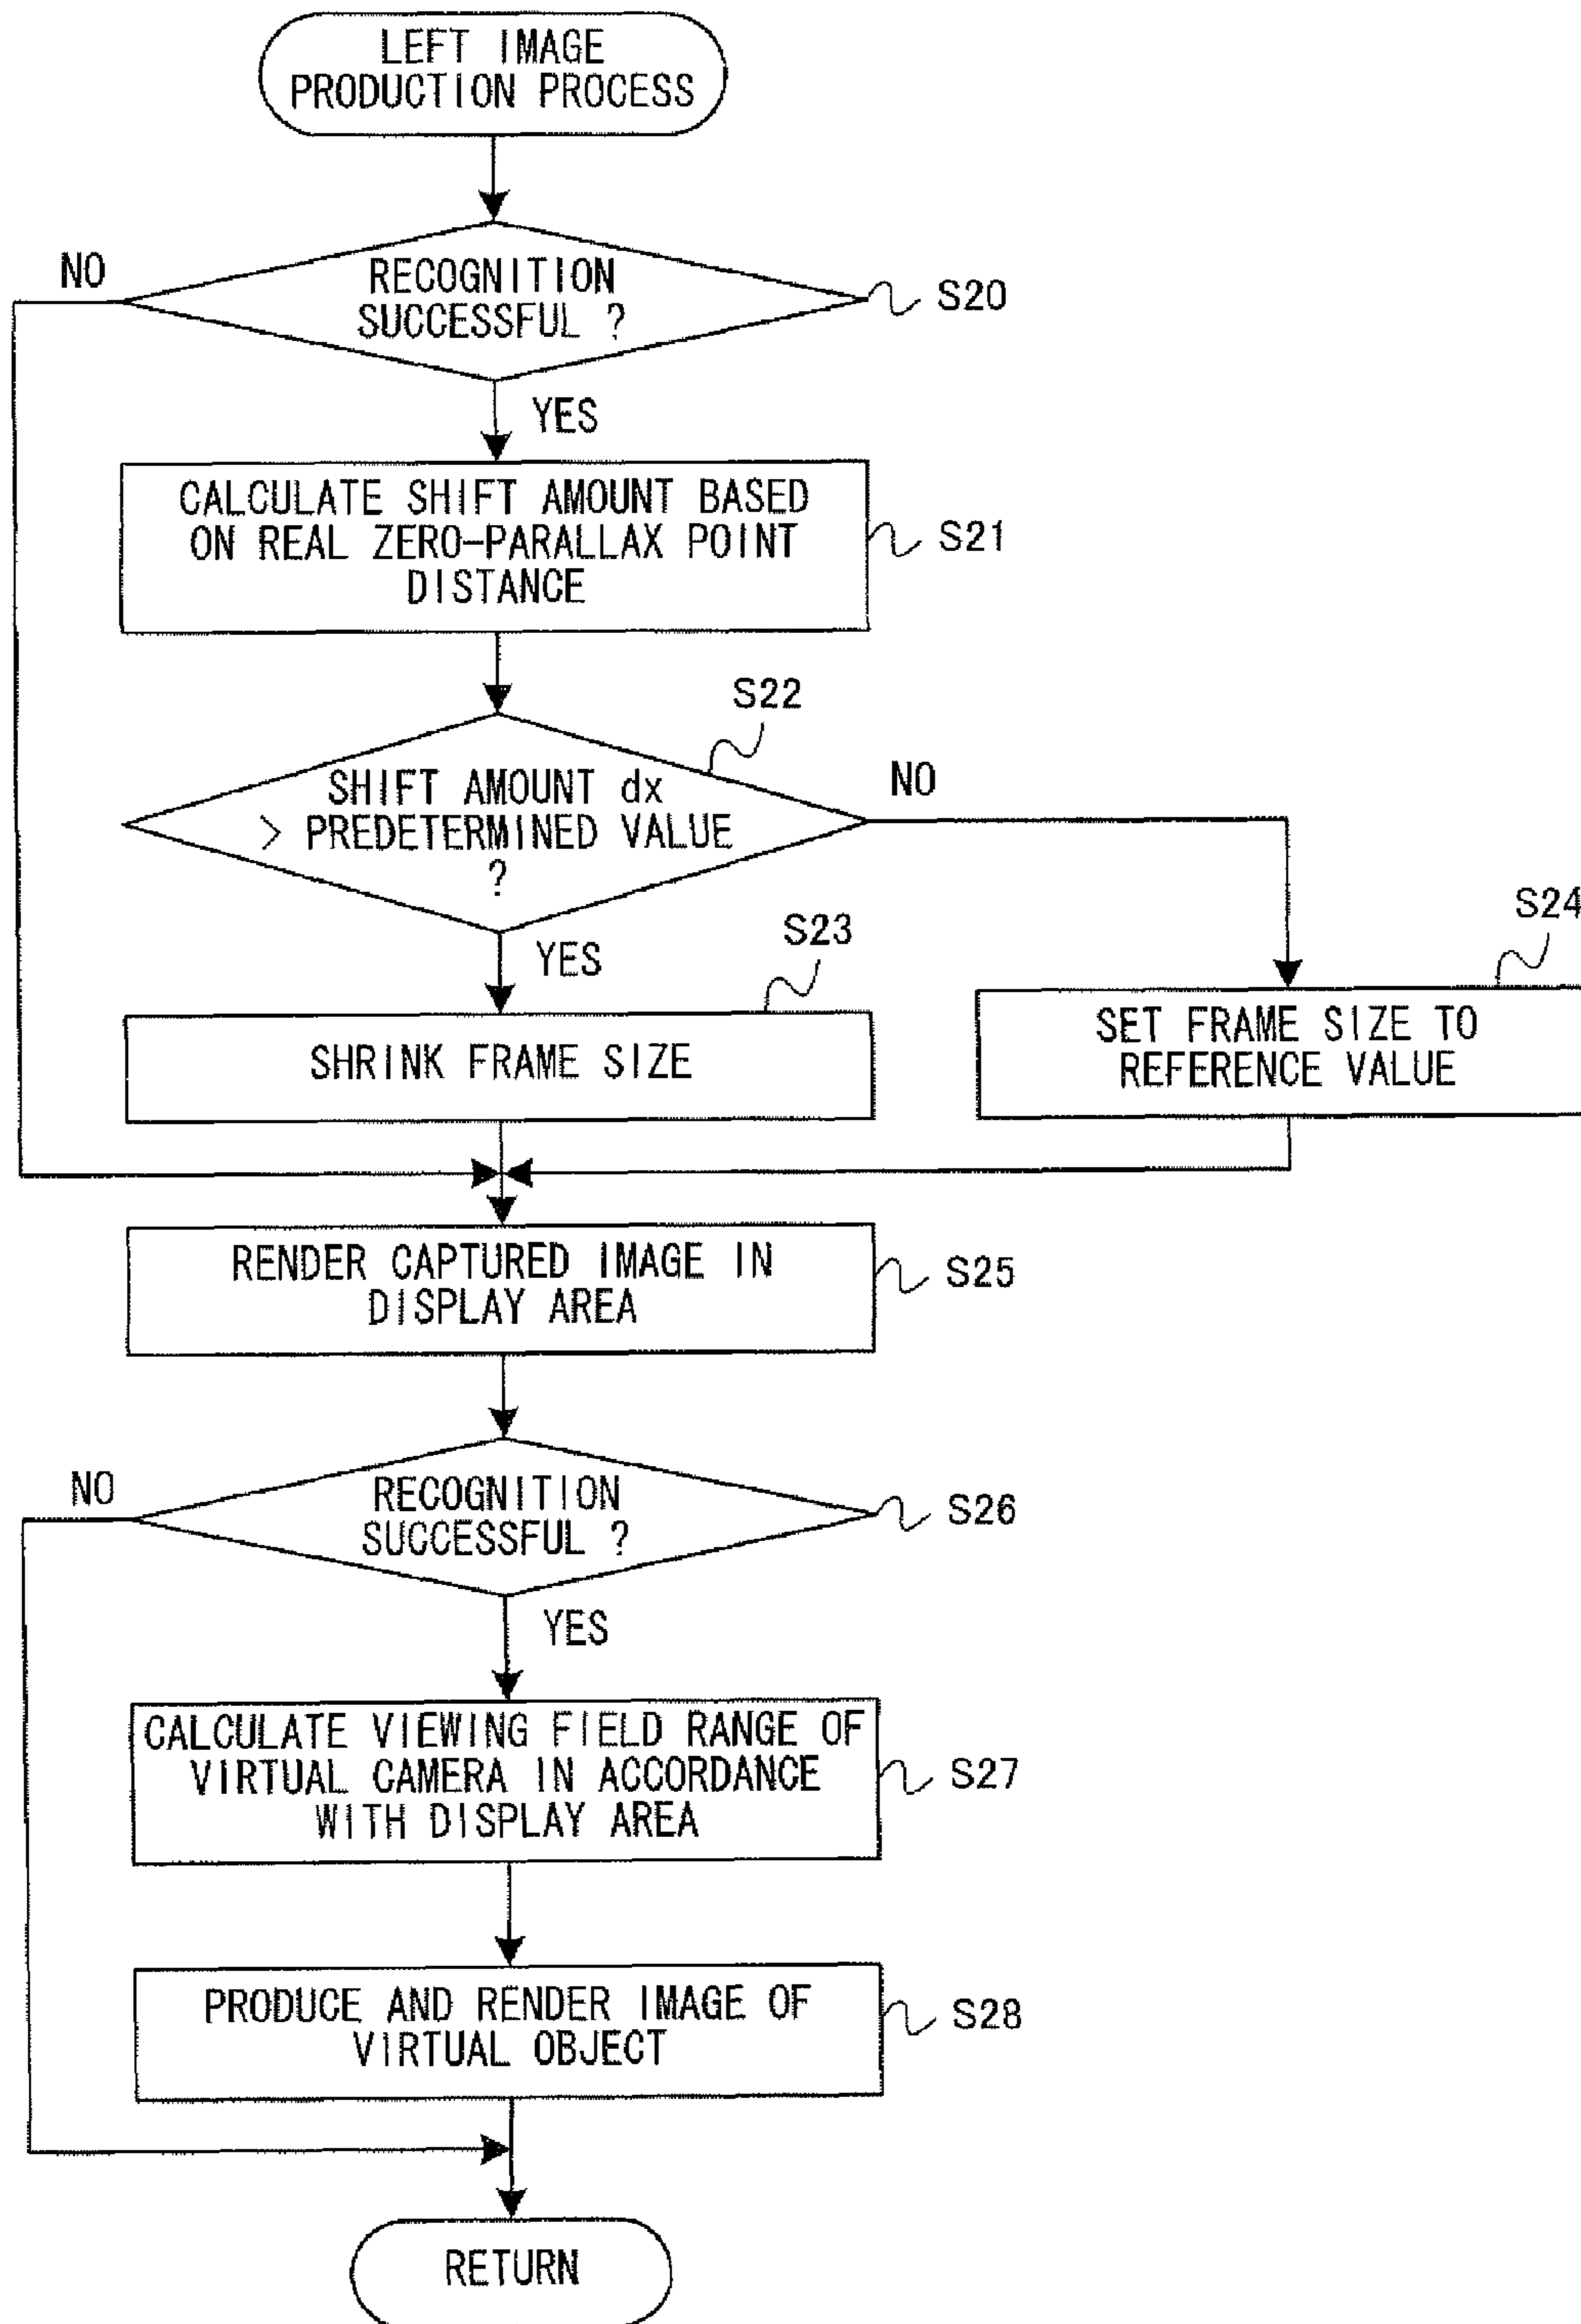 LEFT IMAGE
PRODUCTION PROCESS
NO
RECOGNITION
SUCCESSFUL ?
S20
YES
CALCULATE SHIFT AMOUNT BASED
ON REAL ZERO-PARALLAX POINT
DISTANCE
S21
S22
SHIFT AMOUNT dx
> PREDETERMINED VALUE
?
NO
YES
S23
SHRINK FRAME SIZE
S24
SET FRAME SIZE TO
REFERENCE VALUE
RENDER CAPTURED IMAGE IN
DISPLAY AREA
S25
NO
RECOGNITION
SUCCESSFUL ?
S26
YES
CALCULATE VIEWING FIELD RANGE OF
VIRTUAL CAMERA IN ACCORDANCE
WITH DISPLAY AREA
S27
PRODUCE AND RENDER IMAGE OF
VIRTUAL OBJECT
S28
RETURN